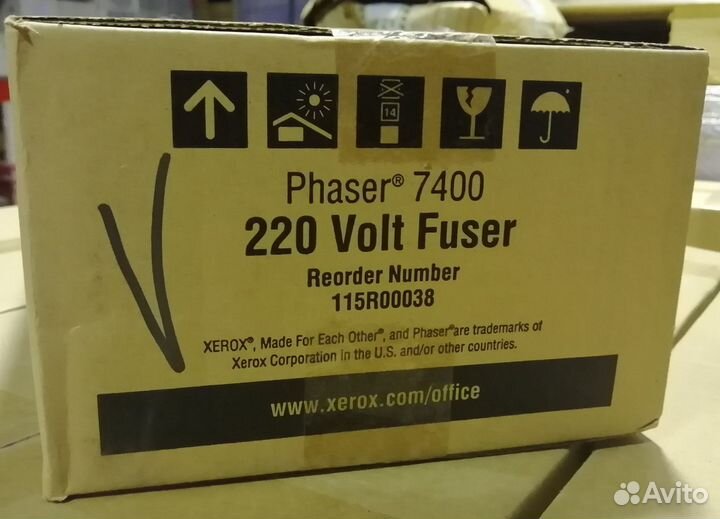 14
Phaser® 7400
220 Volt Fuser
Reorder Number
115R00038
XEROX®, Made For Each Other®, and Phaser®are trademarks of
Xerox Corporation in the U.S. and/or other countries.
www.xerox.com/office
Avito